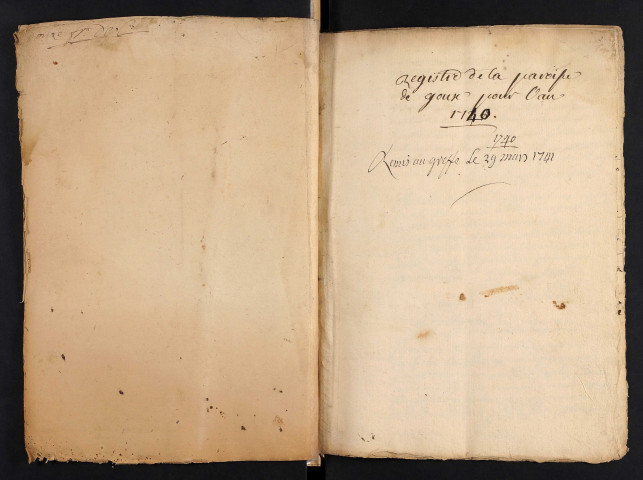 Registre de la paroisse
de goux pour l'an
1740.
1740
Remis au greffe Le 29 mars 1741